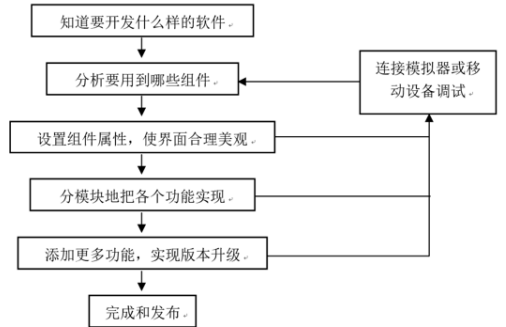 知道要开发什么样的软件
分析要用到哪些组件
连接模拟器或移
动设备调试
设置组件属性，使界面合理美观
分模块地把各个功能实现
添加更多功能，实现版本升级
完成和发布